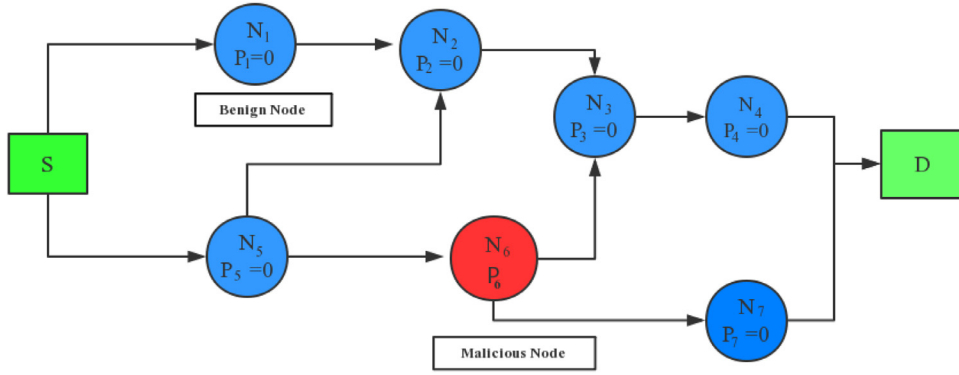 N1
P1=0
N2
P2 =0
Benign Node
N3
P3 =0
N4
P4 =0
S
D
N5
P5 =0
N6
P6
N7
P7 =0
Malicious Node